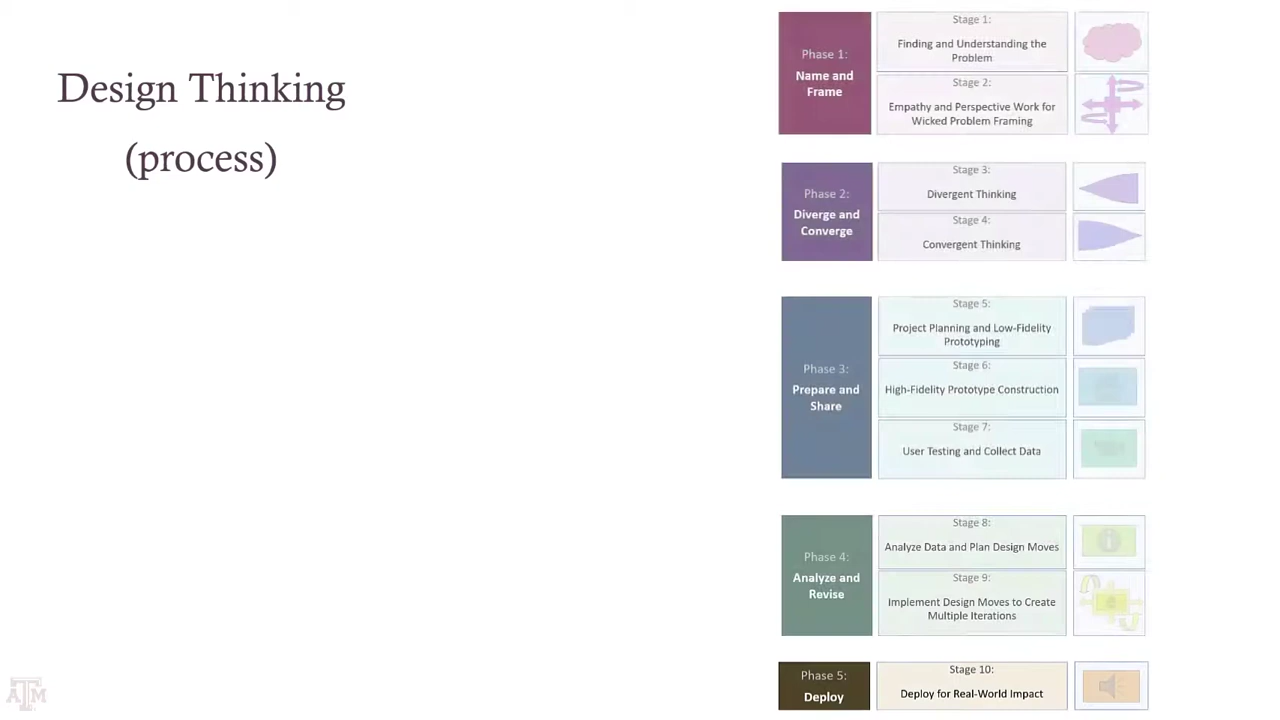 Design Thinking
(process)
Phase 1:
Name and
Frame
Stage 1:
Finding and Understanding the
Problem
Stage 2:
Empathy and Perspective Work for
Wicked Problem Framing
Phase 2:
Diverge and
Converge
Stage 3:
Divergent Thinking
Stage 4:
Convergent Thinking
Phase 3:
Prepare and
Share
Stage 5:
Project Planning and Low-Fidelity
Prototyping
Stage 6:
High-Fidelity Prototype Construction
Stage 7:
User Testing and Collect Data
Phase 4:
Analyze and
Revise
Stage 8:
Analyze Data and Plan Design Moves
Stage 9:
Implement Design Moves to Create
Multiple Iterations
Phase 5:
Deploy
Stage 10:
Deploy for Real-World Impact
ATM